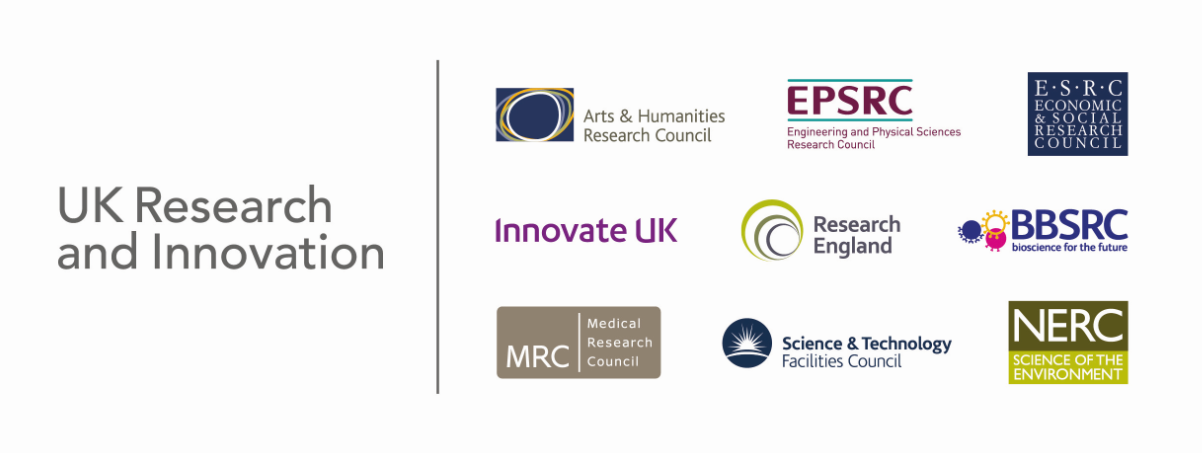 UK Research
and Innovation
Arts & Humanities
Research Council
EPSRC
Engineering and Physical Sciences
Research Council
E·S·R·C
ECONOMIC
& SOCIAL
RESEARCH
COUNCIL
Innovate UK
Research
England
BBSRC
bioscience for the future
MRC
Medical
Research
Council
Science & Technology
Facilities Council
NERC
SCIENCE OF THE
ENVIRONMENT